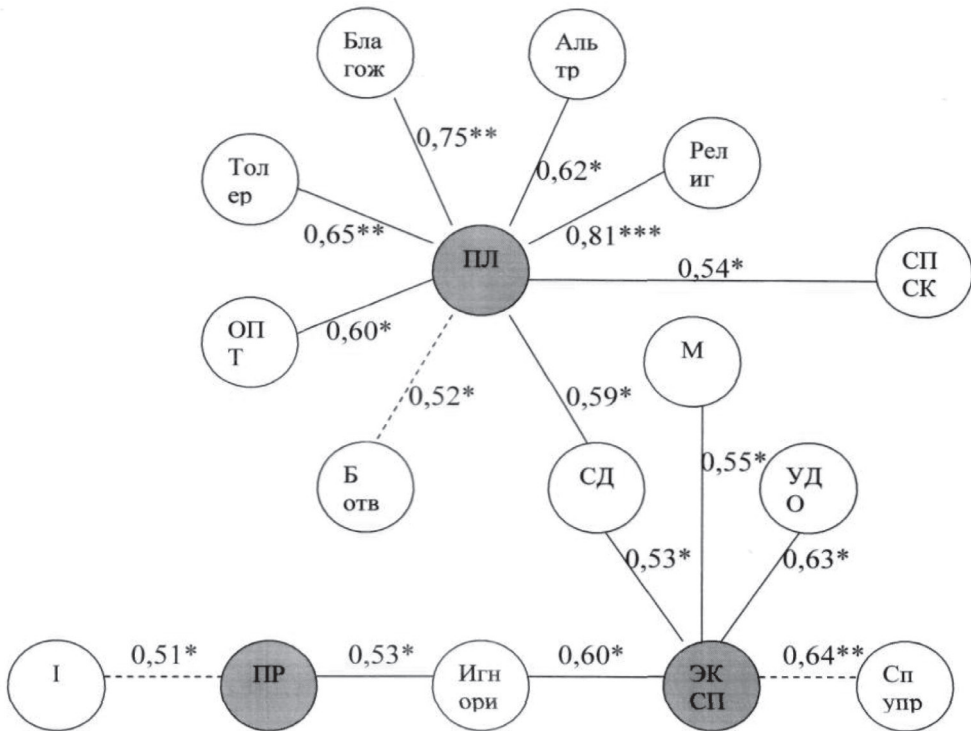 Бла
гож
Аль
тр
0,75**
0,62*
Тол
ер
Рел
иг
0,65**
0,81***
ПЛ
0,54*
СП
СК
ОП
Т
0,60*
М
0,52*
0,59*
Б
отв
СД
0,55*
УД
О
0,53*
0,63*
I
0,51*
ПР
0,53*
Игн
ори
0,60*
ЭК
СП
0,64**
Сп
упр